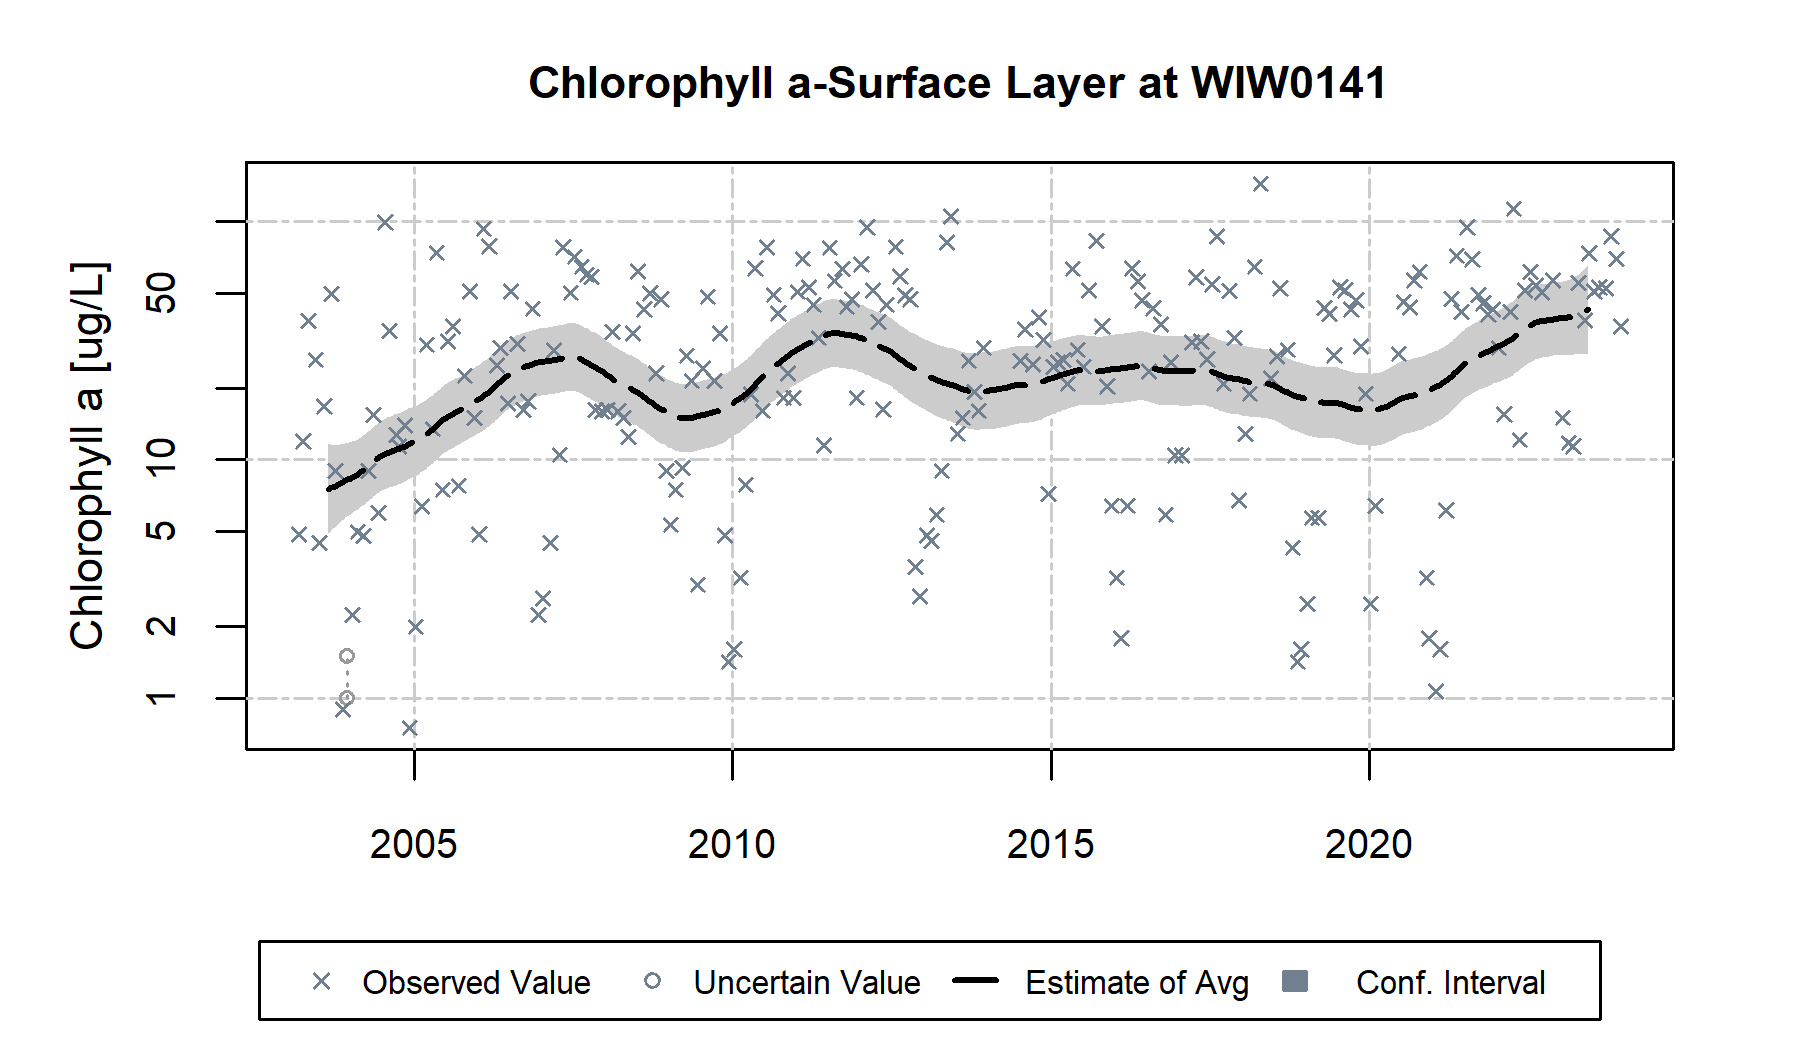 Chlorophyll a-Surface Layer at WIW0141
Chlorophyll a [ug/L]
50
10
5
2
1
2005 2010 2015 2020
Observed Value Uncertain Value Estimate of Avg Conf. Interval